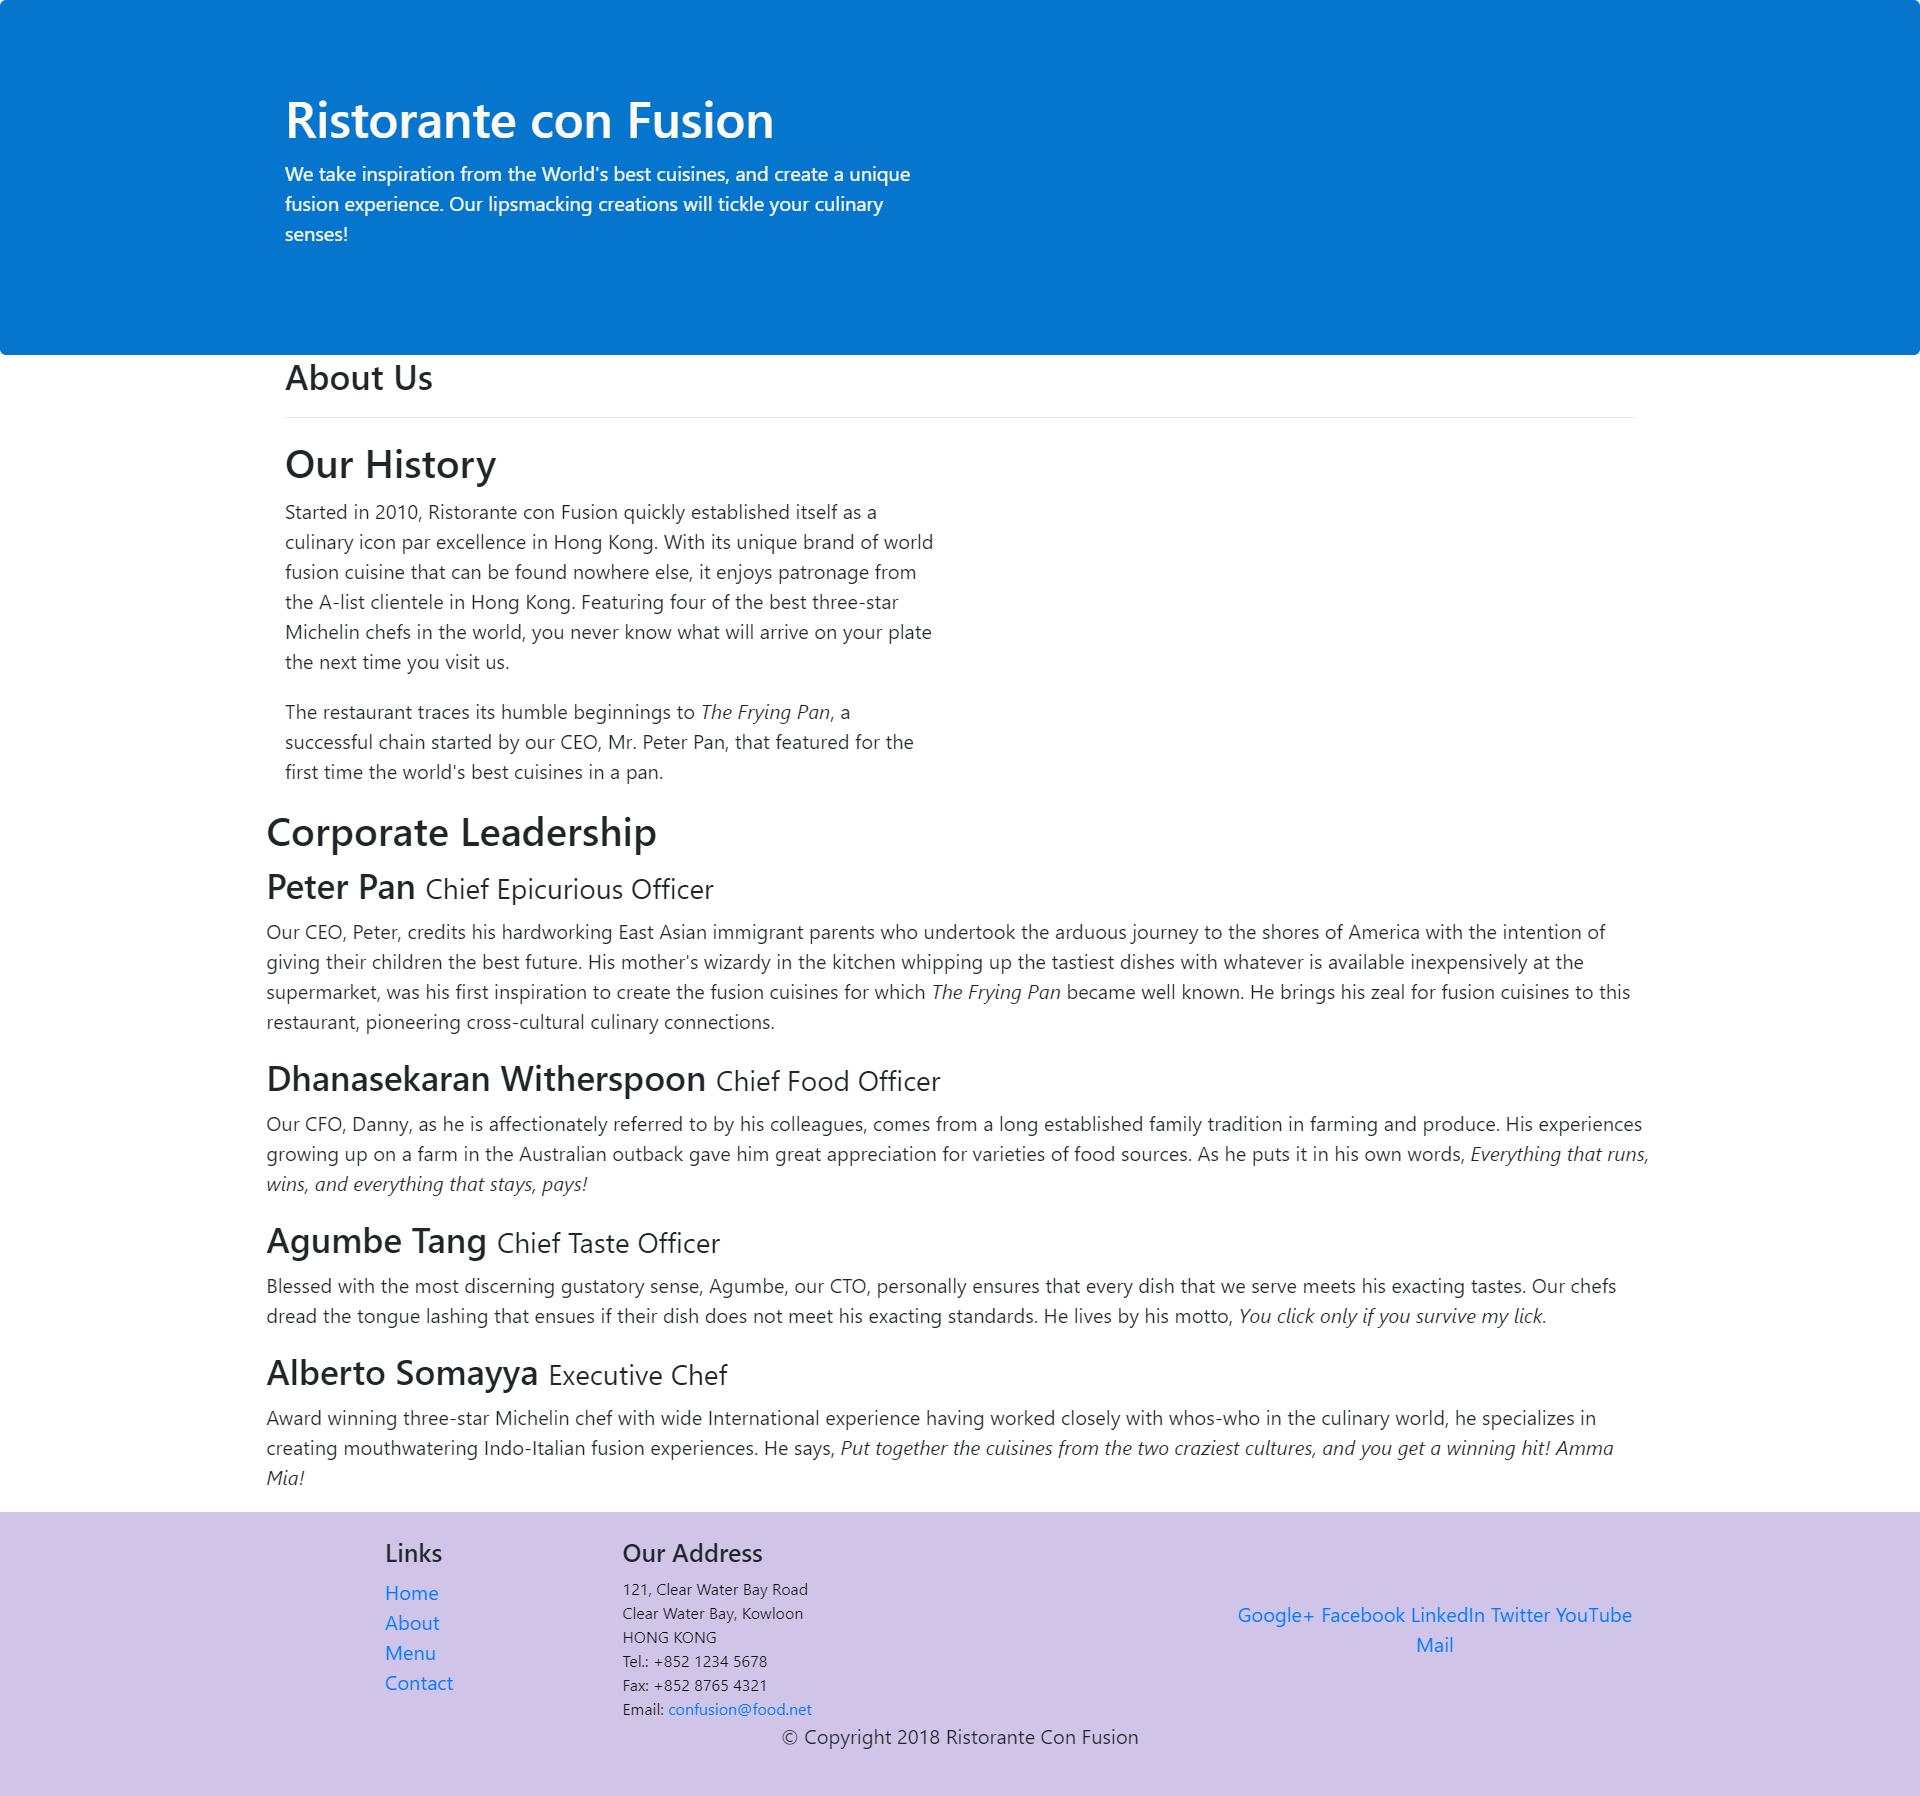 Ristorante con Fusion
We take inspiration from the World's best cuisines, and create a unique
fusion experience. Our lipsmacking creations will tickle your culinary
senses!
About Us
Our History
Started in 2010, Ristorante con Fusion quickly established itself as a
culinary icon par excellence in Hong Kong. With its unique brand of world
fusion cuisine that can be found nowhere else, it enjoys patronage from
the A-list clientele in Hong Kong. Featuring four of the best three-star
Michelin chefs in the world, you never know what will arrive on your plate
the next time you visit us.
The restaurant traces its humble beginnings to The Frying Pan, a
successful chain started by our CEO, Mr. Peter Pan, that featured for the
first time the world's best cuisines in a pan.
Corporate Leadership
Peter Pan Chief Epicurious Officer
Our CEO, Peter, credits his hardworking East Asian immigrant parents who undertook the arduous journey to the shores of America with the intention of
giving their children the best future. His mother's wizardy in the kitchen whipping up the tastiest dishes with whatever is available inexpensively at the
supermarket, was his first inspiration to create the fusion cuisines for which The Frying Pan became well known. He brings his zeal for fusion cuisines to this
restaurant, pioneering cross-cultural culinary connections.
Dhanasekaran Witherspoon Chief Food Officer
Our CFO, Danny, as he is affectionately referred to by his colleagues, comes from a long established family tradition in farming and produce. His experiences
growing up on a farm in the Australian outback gave him great appreciation for varieties of food sources. As he puts it in his own words, Everything that runs,
wins, and everything that stays, pays!
Agumbe Tang Chief Taste Officer
Blessed with the most discerning gustatory sense, Agumbe, our CTO, personally ensures that every dish that we serve meets his exacting tastes. Our chefs
dread the tongue lashing that ensues if their dish does not meet his exacting standards. He lives by his motto, You click only if you survive my lick.
Alberto Somayya Executive Chef
Award winning three-star Michelin chef with wide International experience having worked closely with whos-who in the culinary world, he specializes in
creating mouthwatering Indo-Italian fusion experiences. He says, Put together the cuisines from the two craziest cultures, and you get a winning hit! Amma
Mia!
Links
Home
About
Menu
Contact
Our Address
121, Clear Water Bay Road
Clear Water Bay, Kowloon
HONG KONG
Tel.: +852 1234 5678
Fax: +852 8765 4321
Email: confusion@food.net
Google+ Facebook LinkedIn Twitter YouTube
Mail
© Copyright 2018 Ristorante Con Fusion